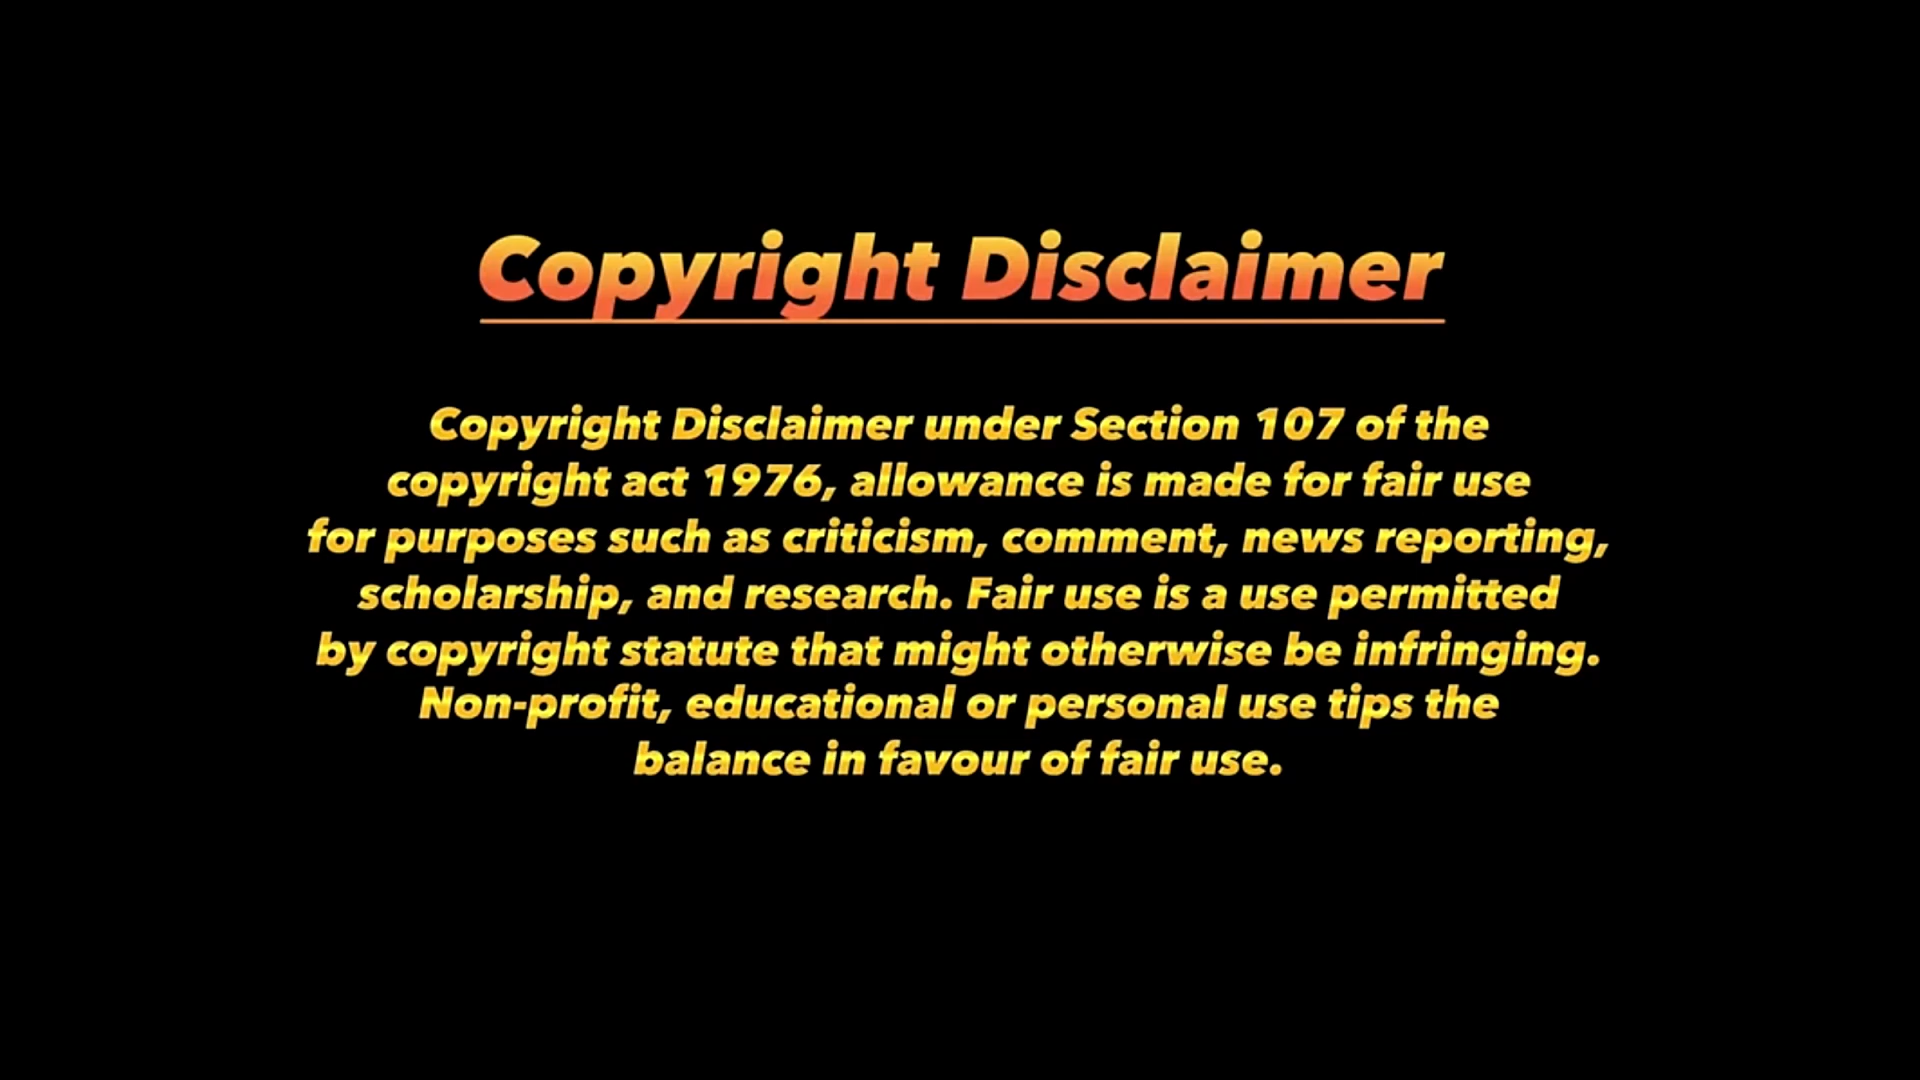 Copyright Disclaimer
Copyright Disclaimer under Section 107 of the
copyright act 1976, allowance is made for fair use
for purposes such as criticism, comment, news reporting,
scholarship, and research. Fair use is a use permitted
by copyright statute that might otherwise be infringing.
Non-profit, educational or personal use tips the
balance in favour of fair use.